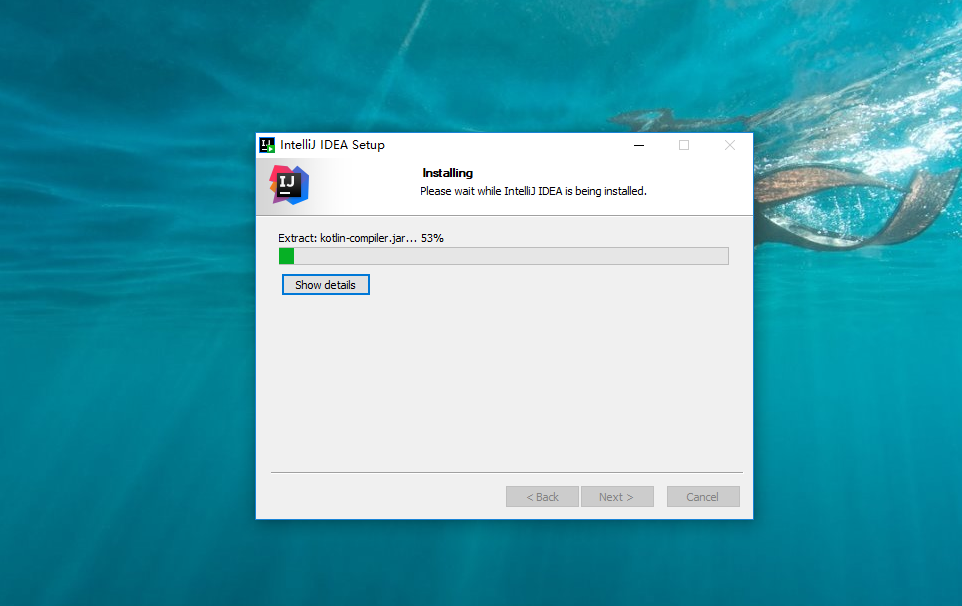 IntelliJ IDEA Setup
IJ
Installing
Please wait while IntelliJ IDEA is being installed.
Extract: kotlin-compiler.jar... 53%
Show details
< Back
Next >
Cancel